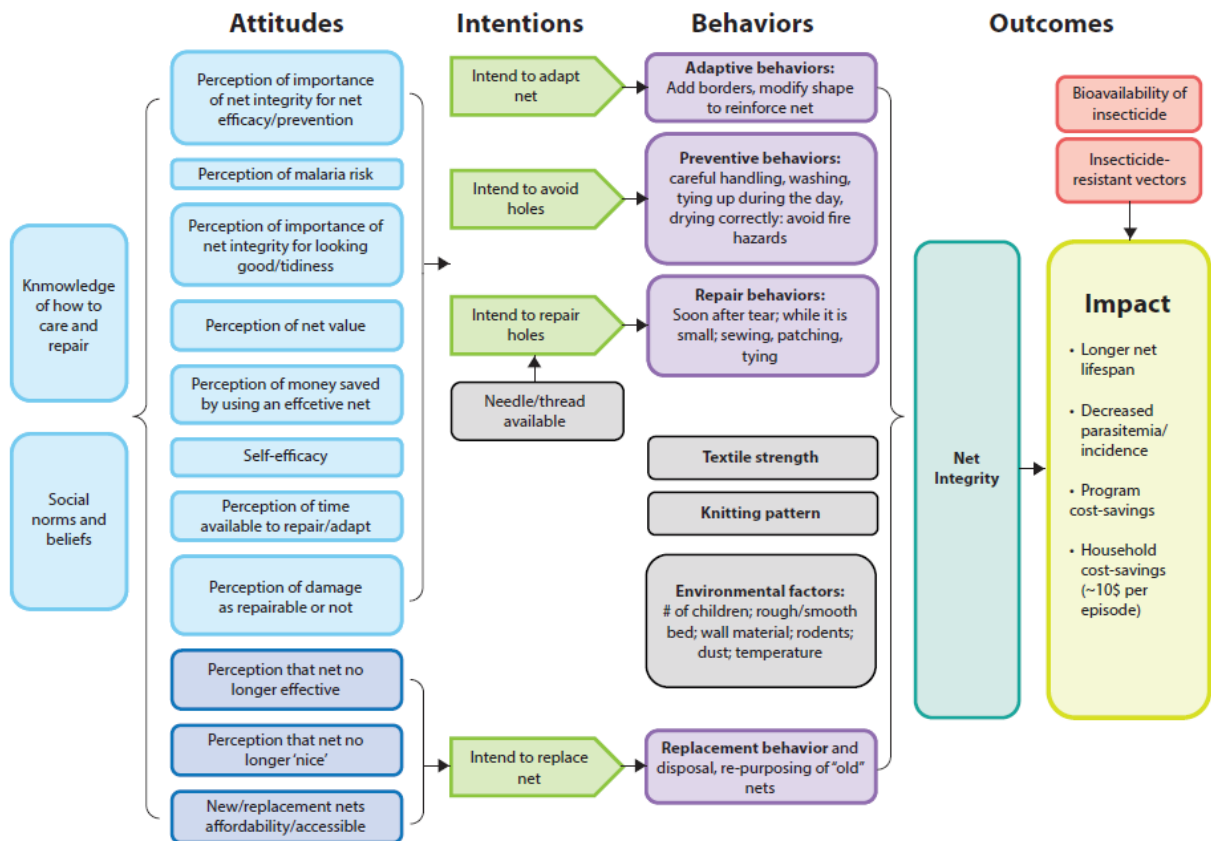 Attitudes
Intentions
Behaviors
Outcomes
Knmowledge
of how to
care and
repair
Social
norms and
beliefs
Perception of importance
of net integrity for net
efficacy/prevention
Perception of malaria risk
Perception of importance of
net integrity for looking
good/tidiness
Perception of net value
Perception of money saved
by using an effcetive net
Self-efficacy
Perception of time
available to repair/adapt
Perception of damage
as repairable or not
Perception that net no
longer effective
Perception that net no
longer ‘nice’
New/replacement nets
affordability/accessible
Intend to adapt
net
Intend to avoid
holes
Intend to repair
holes
Needle/thread
available
Intend to replace
net
Adaptive behaviors:
Add borders, modify shape
to reinforce net
Preventive behaviors:
careful handling, washing,
tying up during the day,
drying correctly: avoid fire
hazards
Repair behaviors:
Soon after tear; while it is
small; sewing, patching,
tying
Textile strength
Knitting pattern
Environmental factors:
# of children; rough/smooth
bed; wall material; rodents;
dust; temperature
Replacement behavior and
disposal, re-purposing of “old”
nets
Net
Integrity
Bioavailability of
insecticide
Insecticide-
resistant vectors
Impact
• Longer net
lifespan
• Decreased
parasitemia/
incidence
• Program
cost-savings
• Household
cost-savings
(~10$ per
episode)